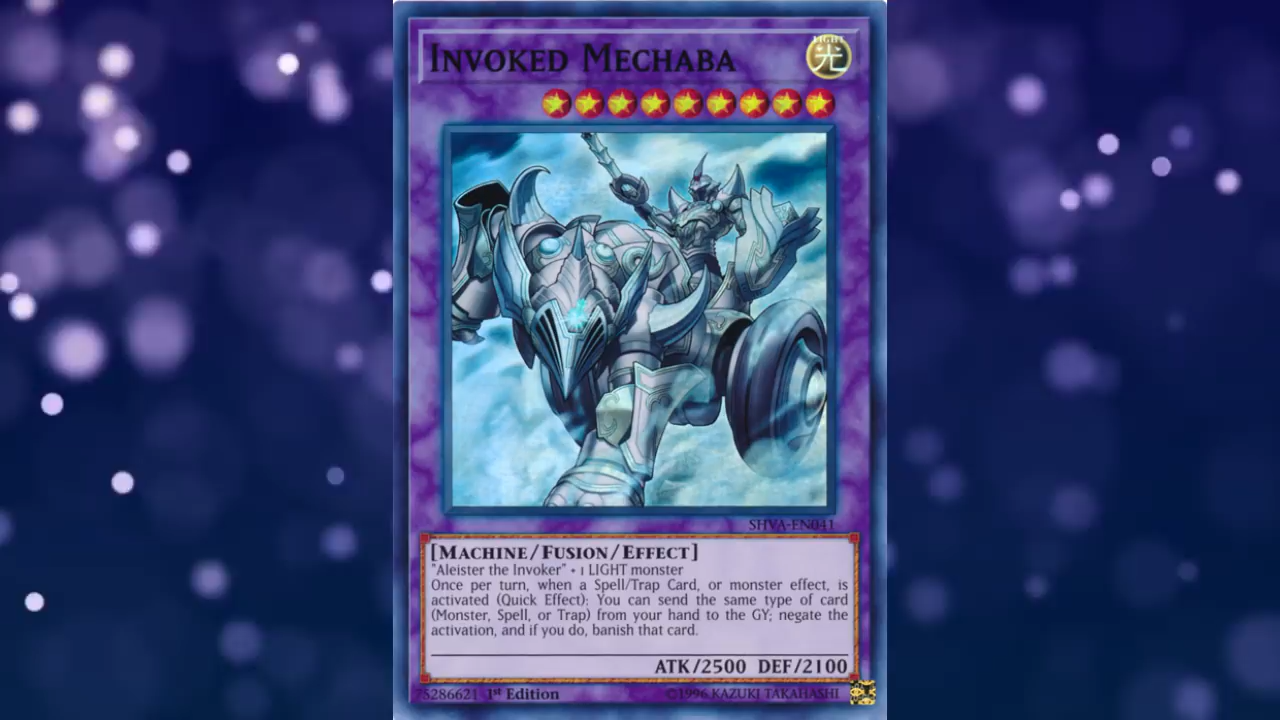 INVOKED MECHABA
LIGHT
光
SHVA-EN041
[MACHINE/FUSION/EFFECT]
"Aleister the Invoker" + 1 LIGHT monster
Once per turn, when a Spell/Trap Card, or monster effect, is
activated (Quick Effect): You can send the same type of card
(Monster, Spell, or Trap) from your hand to the GY; negate the
activation, and if you do, banish that card.
ATK/2500 DEF/2100
75286621 1st Edition ©1996 KAZUKI TAKAHASHI